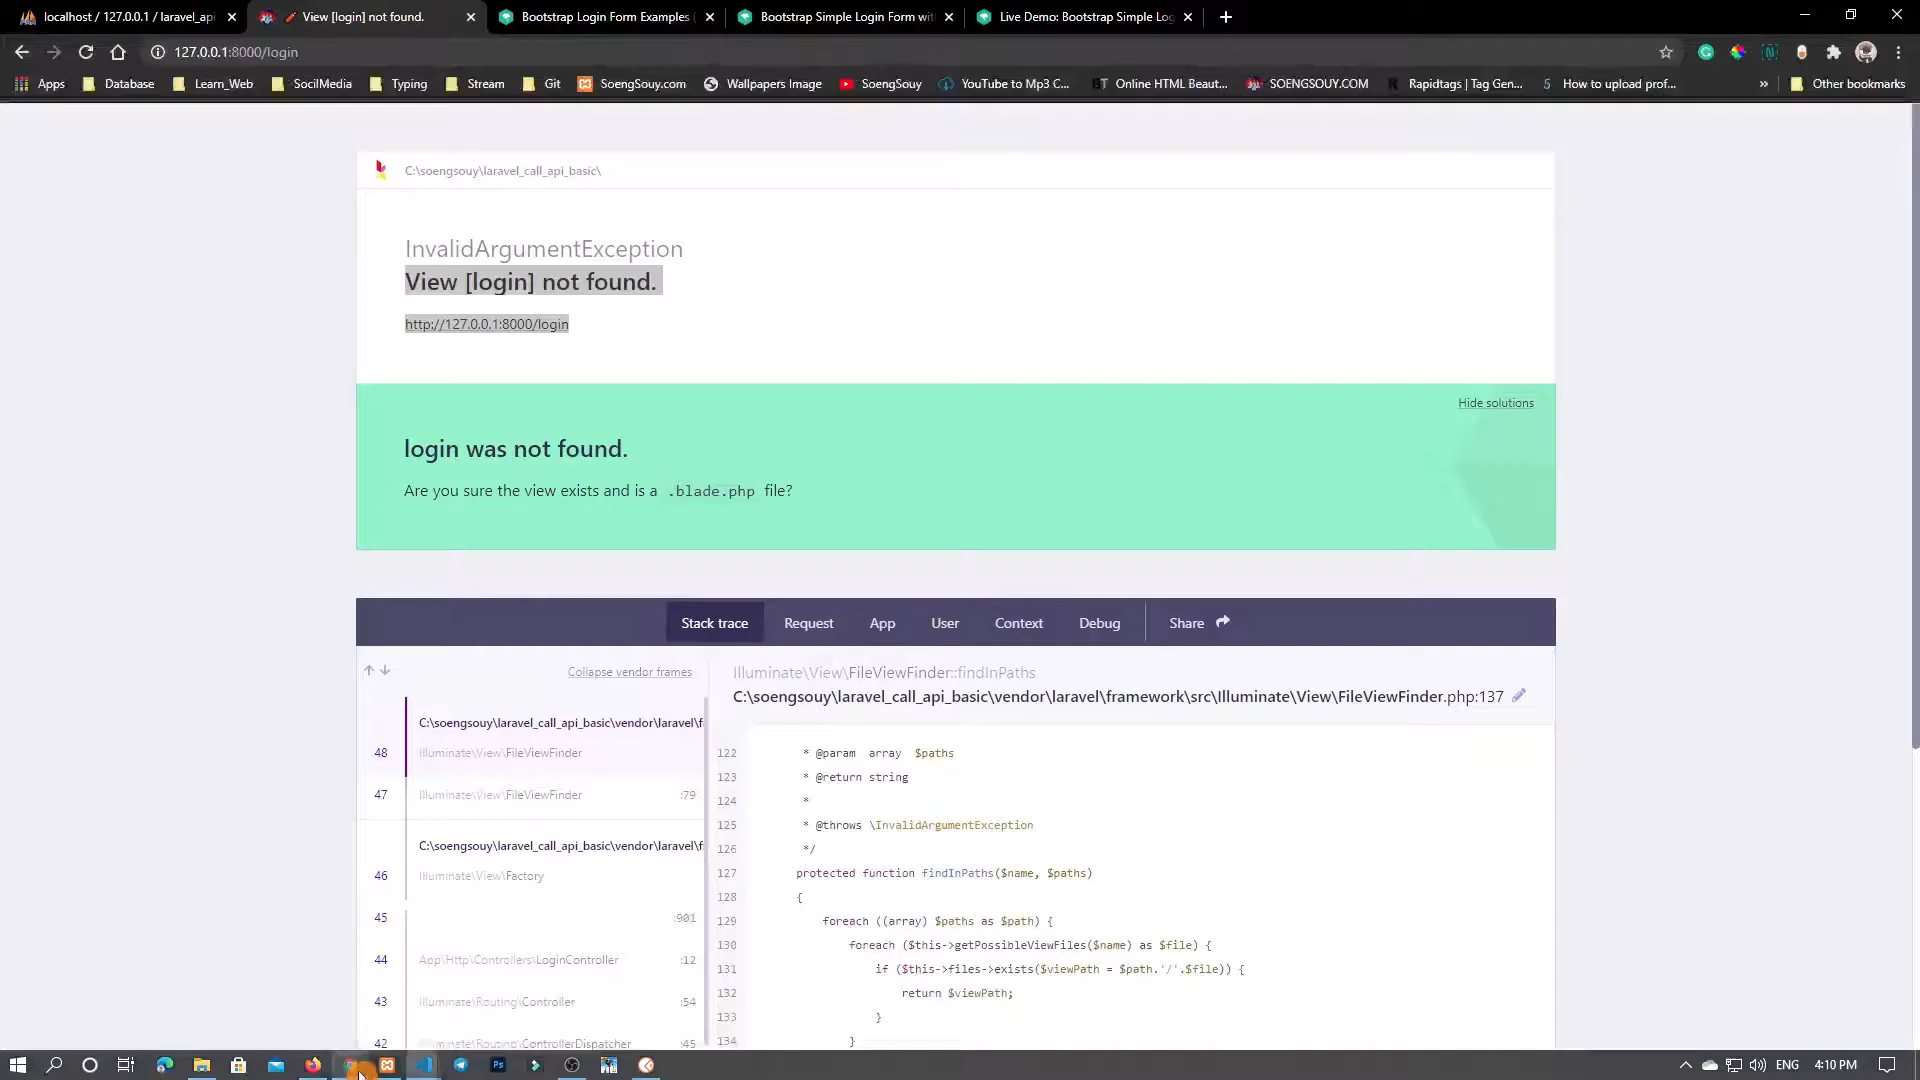 localhost / 127.0.0.1 / laravel_api
View [login] not found.
Bootstrap Login Form Examples (
Bootstrap Simple Login Form wit
Live Demo: Bootstrap Simple Log
127.0.0.1:8000/login
Apps
Database
Learn_Web
SocilMedia
Typing
Stream
Git
SoengSouy.com
Wallpapers Image
SoengSouy
YouTube to Mp3 C...
Online HTML Beaut...
SOENGSOUY.COM
Rapidtags | Tag Gen...
How to upload prof...
»
Other bookmarks
C:\soengsouy\laravel_call_api_basic\
InvalidArgumentException
View [login] not found.
http://127.0.0.1:8000/login
Hide solutions
login was not found.
Are you sure the view exists and is a .blade.php file?
Stack trace
Request
App
User
Context
Debug
Share
Collapse vendor frames
C:\soengsouy\laravel_call_api_basic\vendor\laravel\f
48 Illuminate\View\FileViewFinder
47 Illuminate\View\FileViewFinder :79
C:\soengsouy\laravel_call_api_basic\vendor\laravel\f
46 Illuminate\View\Factory
45 :901
44 App\Http\Controllers\LoginController :12
43 Illuminate\Routing\Controller :54
42 Illuminate\Routing\ControllerDispatcher :45
Illuminate\View\FileViewFinder::findInPaths
C:\soengsouy\laravel_call_api_basic\vendor\laravel\framework\src\Illuminate\View\FileViewFinder.php:137
122 * @param array $paths
123 * @return string
124 *
125 * @throws \InvalidArgumentException
126 */
127 protected function findInPaths($name, $paths)
128 {
129 foreach ((array) $paths as $path) {
130 foreach ($this->getPossibleViewFiles($name) as $file) {
131 if ($this->files->exists($viewPath = $path.'/'.$file)) {
132 return $viewPath;
133 }
134 }
ENG
4:10 PM